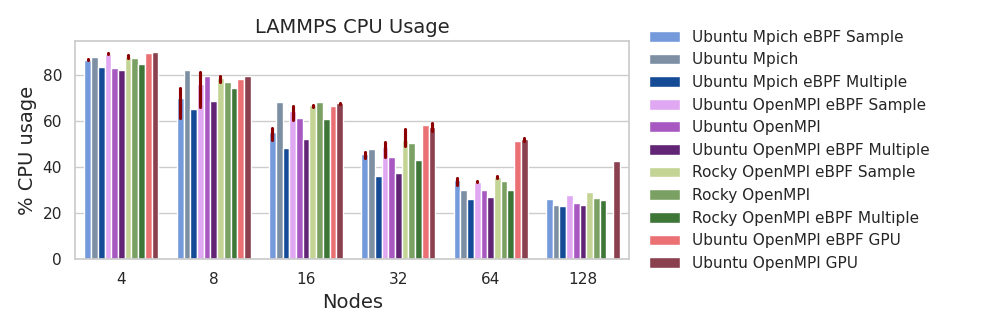 LAMMPS CPU Usage
% CPU usage
80
60
40
20
0
4 8 16 32 64 128
Nodes
Ubuntu Mpich eBPF Sample
Ubuntu Mpich
Ubuntu Mpich eBPF Multiple
Ubuntu OpenMPI eBPF Sample
Ubuntu OpenMPI
Ubuntu OpenMPI eBPF Multiple
Rocky OpenMPI eBPF Sample
Rocky OpenMPI
Rocky OpenMPI eBPF Multiple
Ubuntu OpenMPI eBPF GPU
Ubuntu OpenMPI GPU